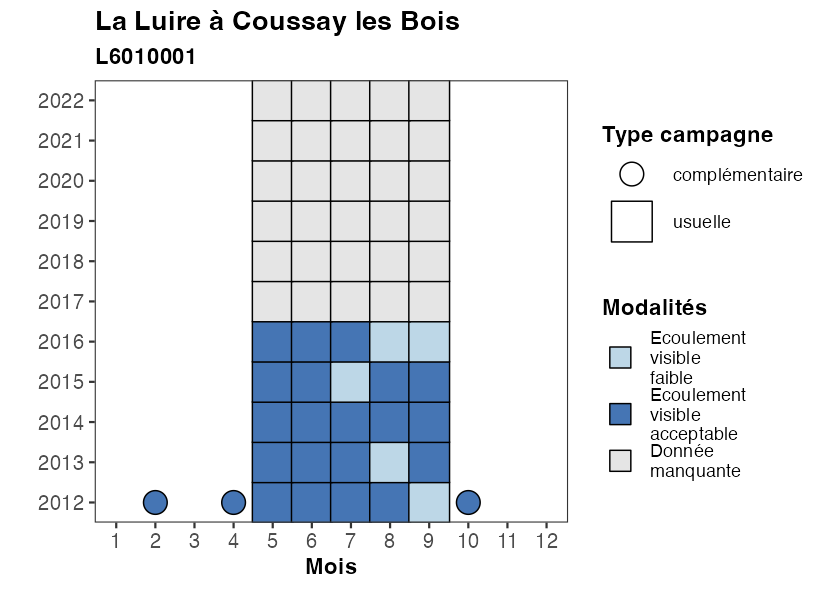 La Luire à Coussay les Bois
L6010001
2022
2021
2020
2019
2018
2017
2016
2015
2014
2013
2012
1 2 3 4 5 6 7 8 9 10 11 12
Mois
Type campagne
complémentaire
usuelle
Modalités
Ecoulement
visible
faible
Ecoulement
visible
acceptable
Donnée
manquante